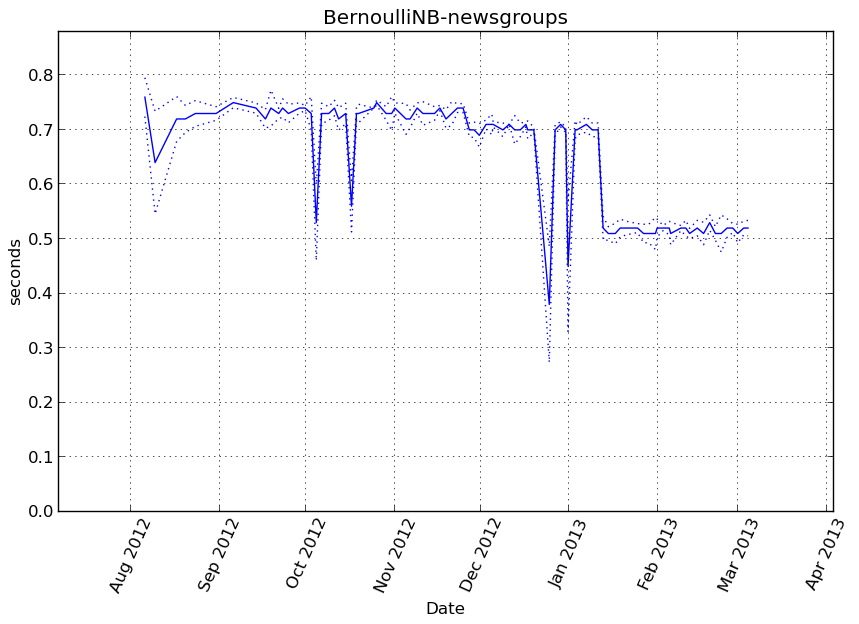 BernoulliNB-newsgroups
0.8
0.7
0.6
0.5
0.4
0.3
0.2
0.1
0.0
seconds
Aug 2012
Sep 2012
Oct 2012
Nov 2012
Dec 2012
Jan 2013
Feb 2013
Mar 2013
Apr 2013
Date